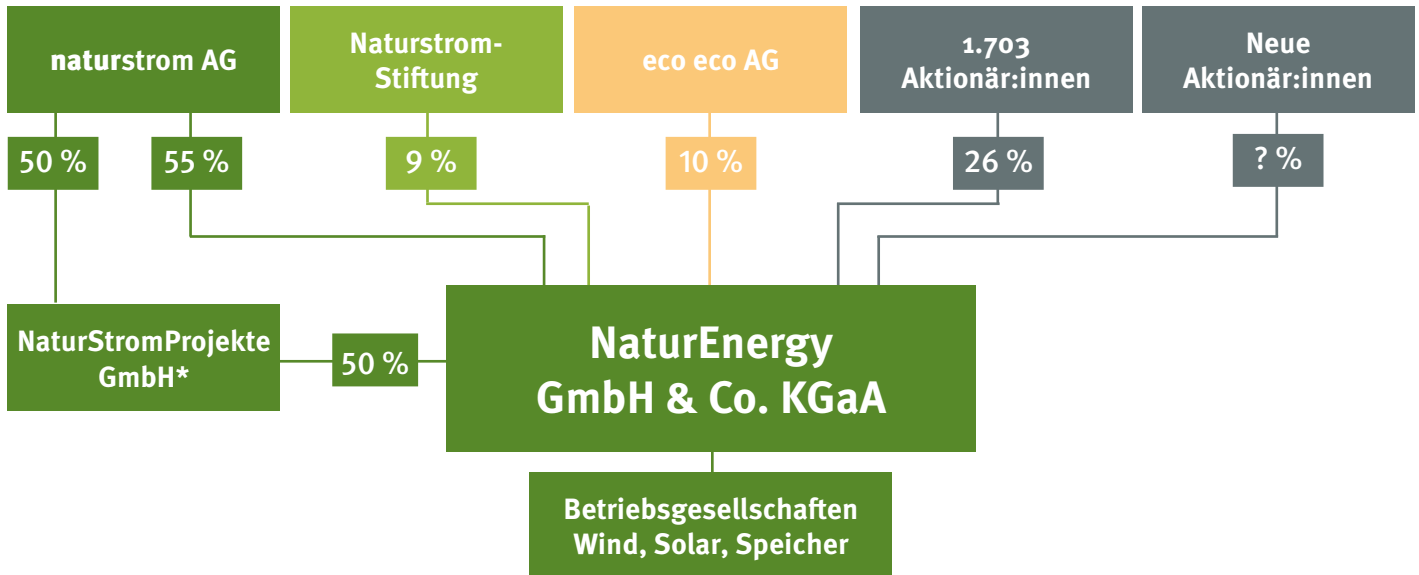 naturstrom AG
Naturstrom-
Stiftung
eco eco AG
1.703
Aktionär:innen
Neue
Aktionär:innen
50 %
55 %
9 %
10 %
26 %
? %
NaturStromProjekte
GmbH*
50 %
NaturEnergy
GmbH & Co. KGaA
Betriebsgesellschaften
Wind, Solar, Speicher